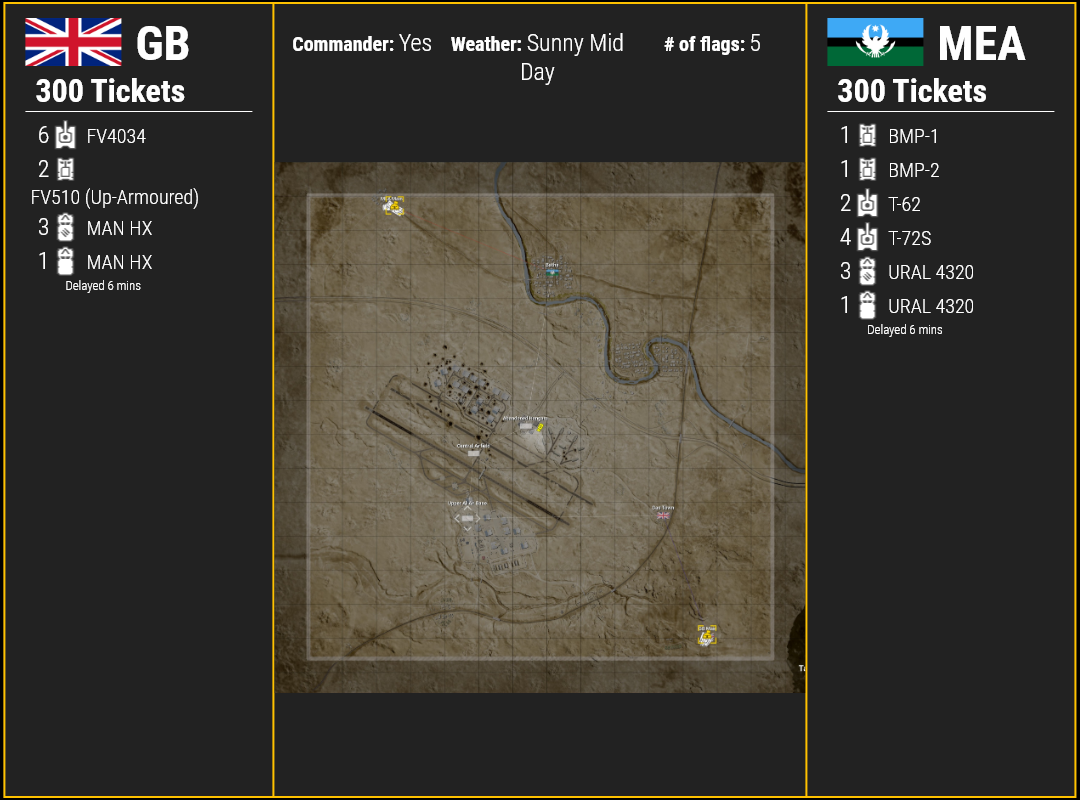 GB
300 Tickets
6 FV4034
2
FV510 (Up-Armoured)
3 MAN HX
1 MAN HX
Delayed 6 mins
Commander: Yes Weather: Sunny Mid # of flags: 5
Day
MEA
300 Tickets
1 BMP-1
1 BMP-2
2 T-62
4 T-72S
3 URAL 4320
1 URAL 4320
Delayed 6 mins
Central Airfield